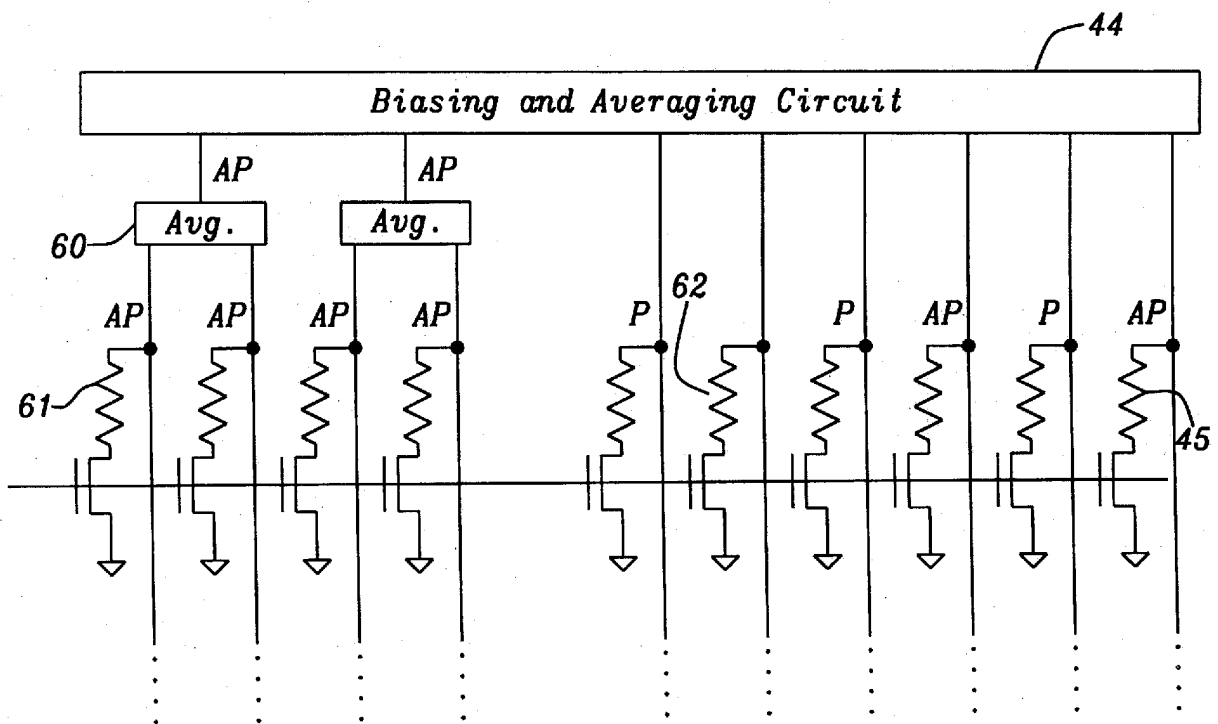 44
Biasing and Averaging Circuit
AP AP
60 Avg. Avg.
AP AP AP AP P 62 P AP P AP
61 45